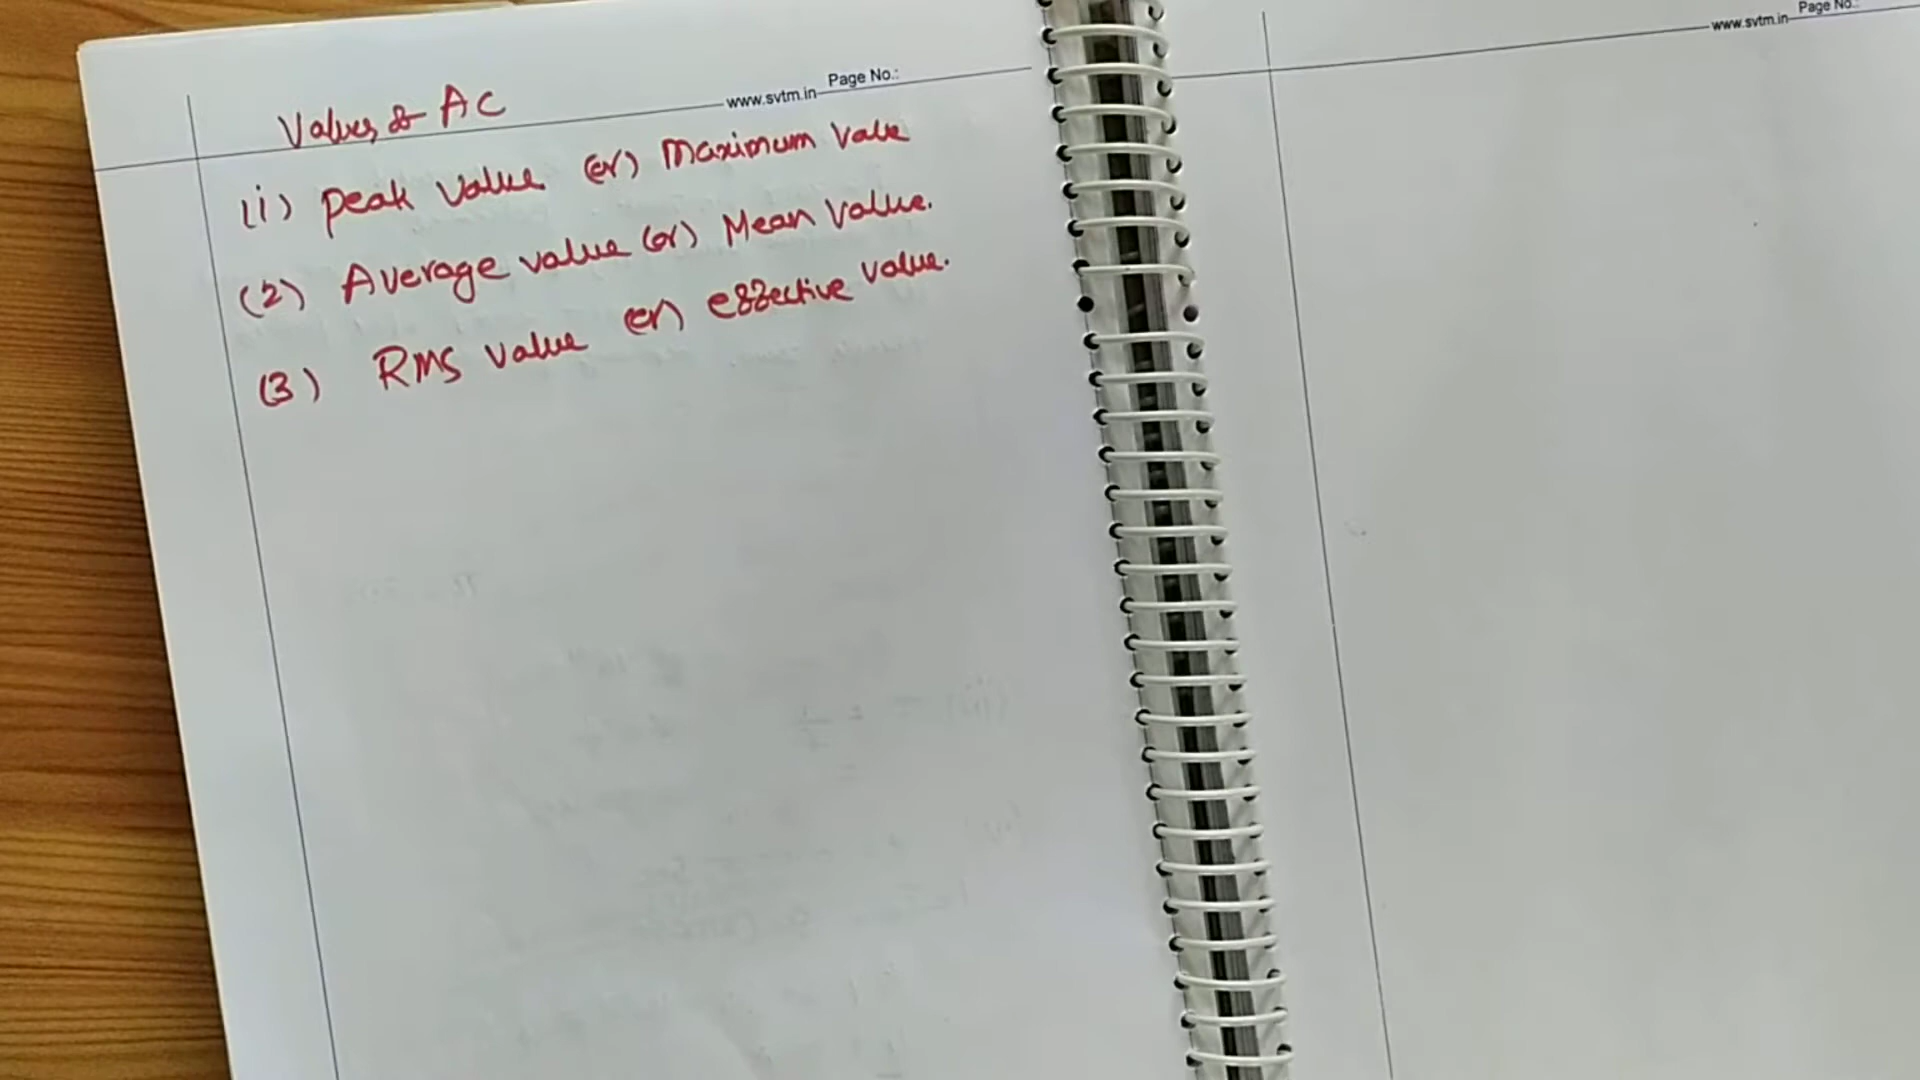 www.svtm.in Page No.:
Values of AC
(i) Peak value (or) Maximum Value
(2) Average value (or) Mean Value.
(3) RMS value (or) effective value.
www.svtm.in Page No.: